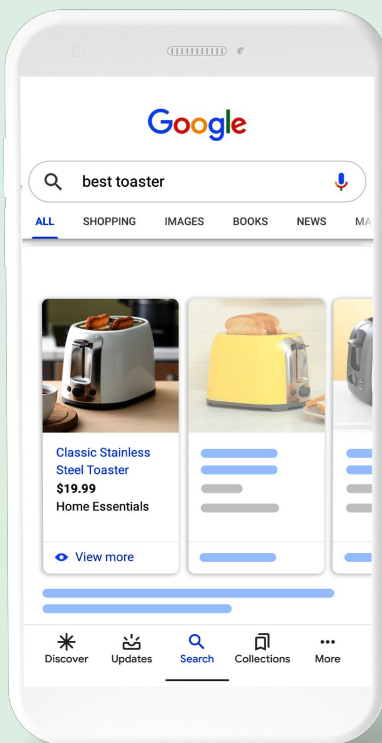 Google
best toaster
ALL SHOPPING IMAGES BOOKS NEWS MA
Classic Stainless
Steel Toaster
$19.99
Home Essentials
View more
Discover Updates Search Collections More